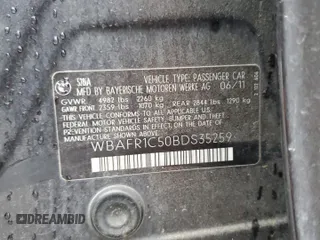 VEHICLE TYPE: PASSENGER CAR
MFD BY BAYERISCHE MOTOREN WERKE AG 06/11
GVWR 4982 lbs 2260 kg
GAWR FRONT 2359 lbs 1070 kg REAR 2844 lbs 1290 kg
THIS VEHICLE CONFORMS TO ALL APPLICABLE
U.S. FEDERAL MOTOR VEHICLE SAFETY, BUMPER AND
THEFT PREVENTION STANDARDS IN EFFECT ON THE DATE OF
MANUFACTURE SHOWN ABOVE.
WBAFR1C50BDS35259
DREAMBID